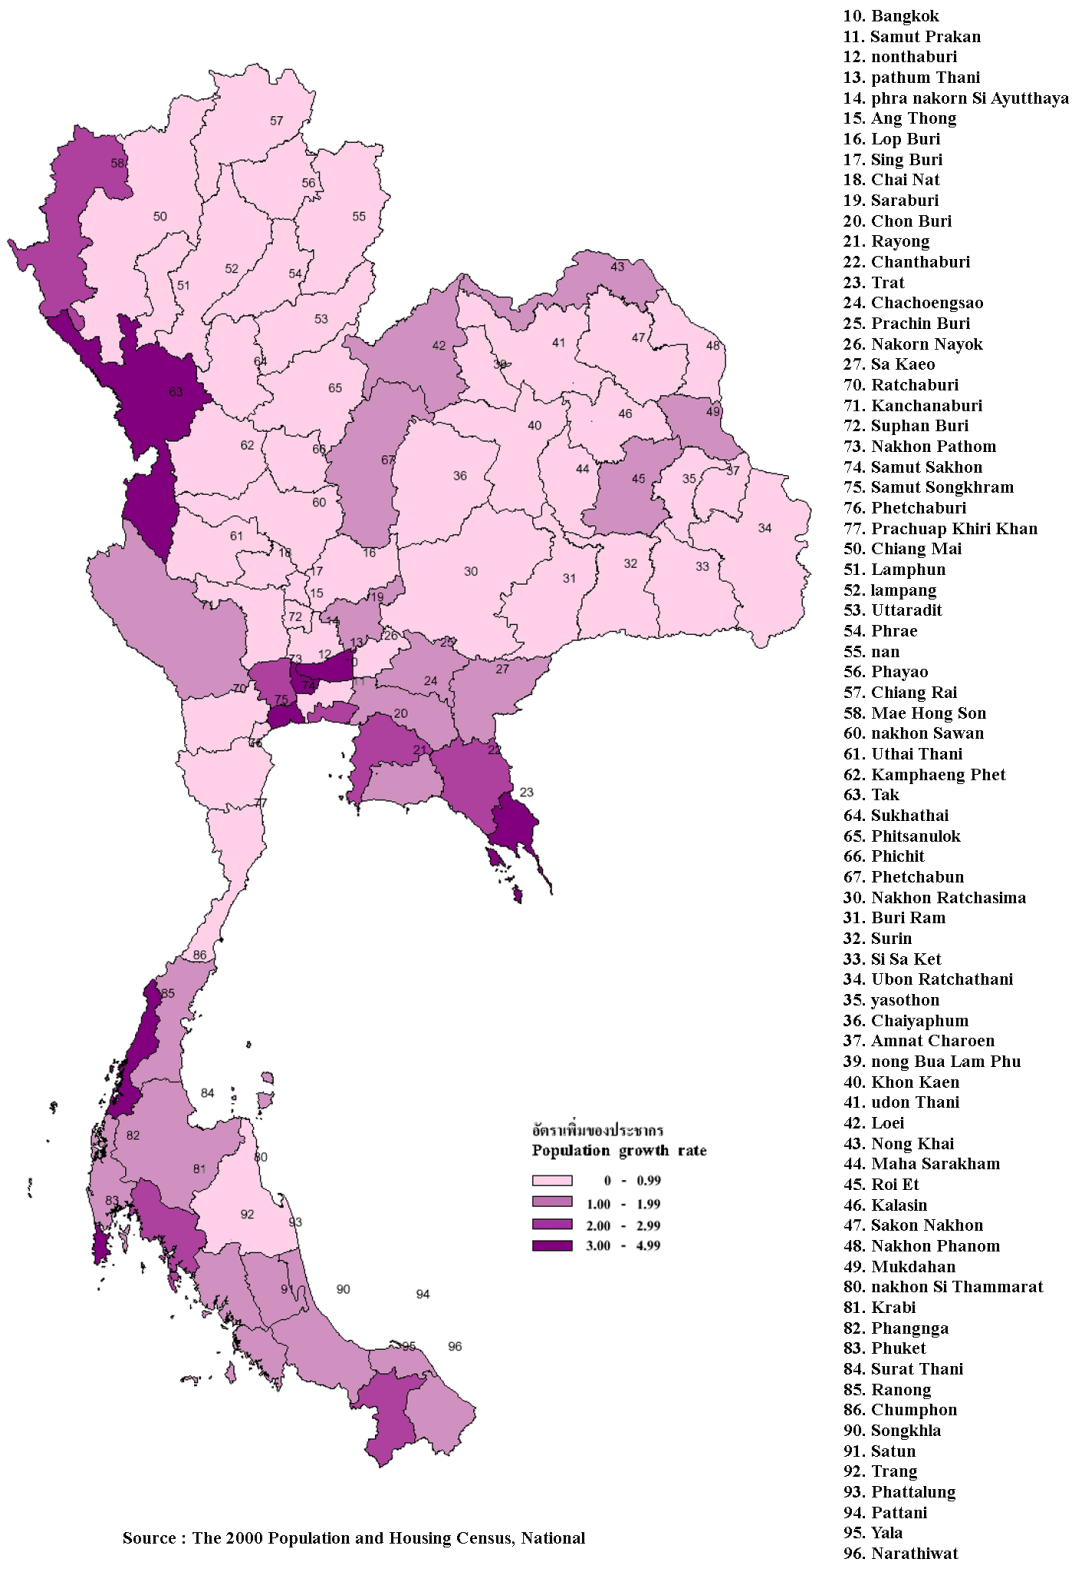 10. Bangkok
11. Samut Prakan
12. nonthaburi
13. pathum Thani
14. phra nakorn Si Ayutthaya
15. Ang Thong
16. Lop Buri
17. Sing Buri
18. Chai Nat
19. Saraburi
20. Chon Buri
21. Rayong
22. Chanthaburi
23. Trat
24. Chachoengsao
25. Prachin Buri
26. Nakorn Nayok
27. Sa Kaeo
70. Ratchaburi
71. Kanchanaburi
72. Suphan Buri
73. Nakhon Pathom
74. Samut Sakhon
75. Samut Songkhram
76. Phetchaburi
77. Prachuap Khiri Khan
50. Chiang Mai
51. Lamphun
52. lampang
53. Uttaradit
54. Phrae
55. nan
56. Phayao
57. Chiang Rai
58. Mae Hong Son
60. nakhon Sawan
61. Uthai Thani
62. Kamphaeng Phet
63. Tak
64. Sukhathai
65. Phitsanulok
66. Phichit
67. Phetchabun
30. Nakhon Ratchasima
31. Buri Ram
32. Surin
33. Si Sa Ket
34. Ubon Ratchathani
35. yasothon
36. Chaiyaphum
37. Amnat Charoen
39. nong Bua Lam Phu
40. Khon Kaen
41. udon Thani
42. Loei
43. Nong Khai
44. Maha Sarakham
45. Roi Et
46. Kalasin
47. Sakon Nakhon
48. Nakhon Phanom
49. Mukdahan
80. nakhon Si Thammarat
81. Krabi
82. Phangnga
83. Phuket
84. Surat Thani
85. Ranong
86. Chumphon
90. Songkhla
91. Satun
92. Trang
93. Phattalung
94. Pattani
95. Yala
96. Narathiwat
57
58
56
50
55
52
54
51
43
53
47
42
41
48
64
39
65
63
49
46
40
62
66
67
36
44
45
35
37
60
34
61
18
16
17
30
31
32
33
15
19
71
72
14
26
13
25
12
73
27
70
74
11
24
75
20
76
21
22
77
23
86
85
84
82
80
81
83
92
93
91
90
94
95
96
อัตราเพิ่มของประชากร
Population growth rate
0 - 0.99
1.00 - 1.99
2.00 - 2.99
3.00 - 4.99
Source : The 2000 Population and Housing Census, National